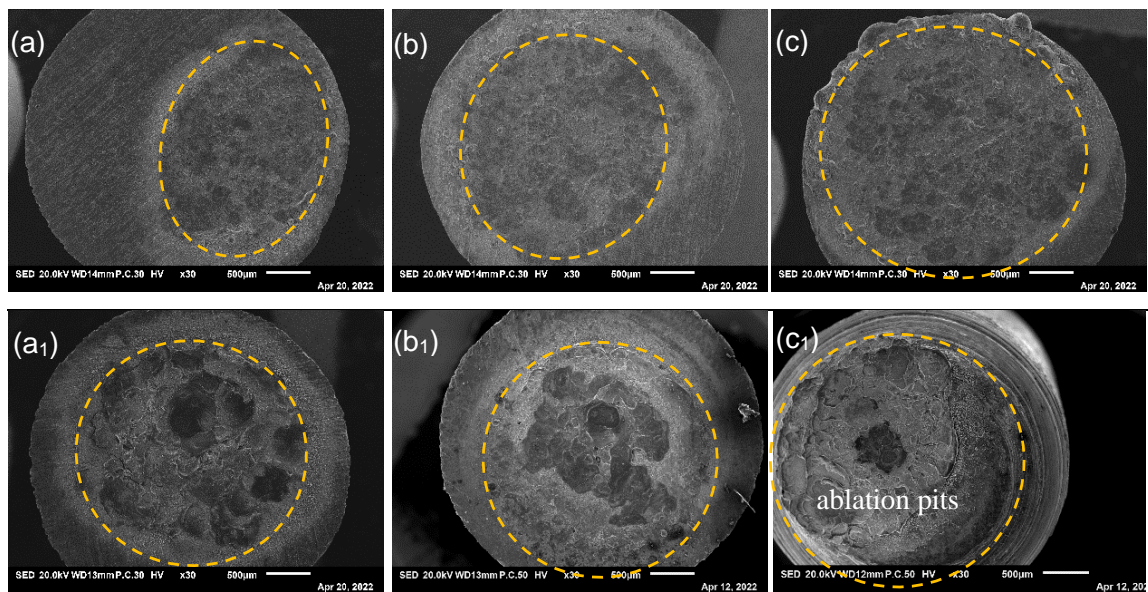 (a)
(b)
(c)
SED 20.0kV WD14mm P.C.30 HV x30 500µm
Apr 20, 2022
SED 20.0kV WD14mm P.C.30 HV x30 500µm
Apr 20, 2022
SED 20.0kV WD14mm P.C.30 HV x30 500µm
Apr 20, 2022
(a1)
(b1)
(c1)
ablation pits
SED 20.0kV WD13mm P.C.30 HV x30 500µm
Apr 20, 2022
SED 20.0kV WD13mm P.C.50 HV x30 500µm
Apr 12, 2022
SED 20.0kV WD12mm P.C.50 HV x30 500µm
Apr 12, 202